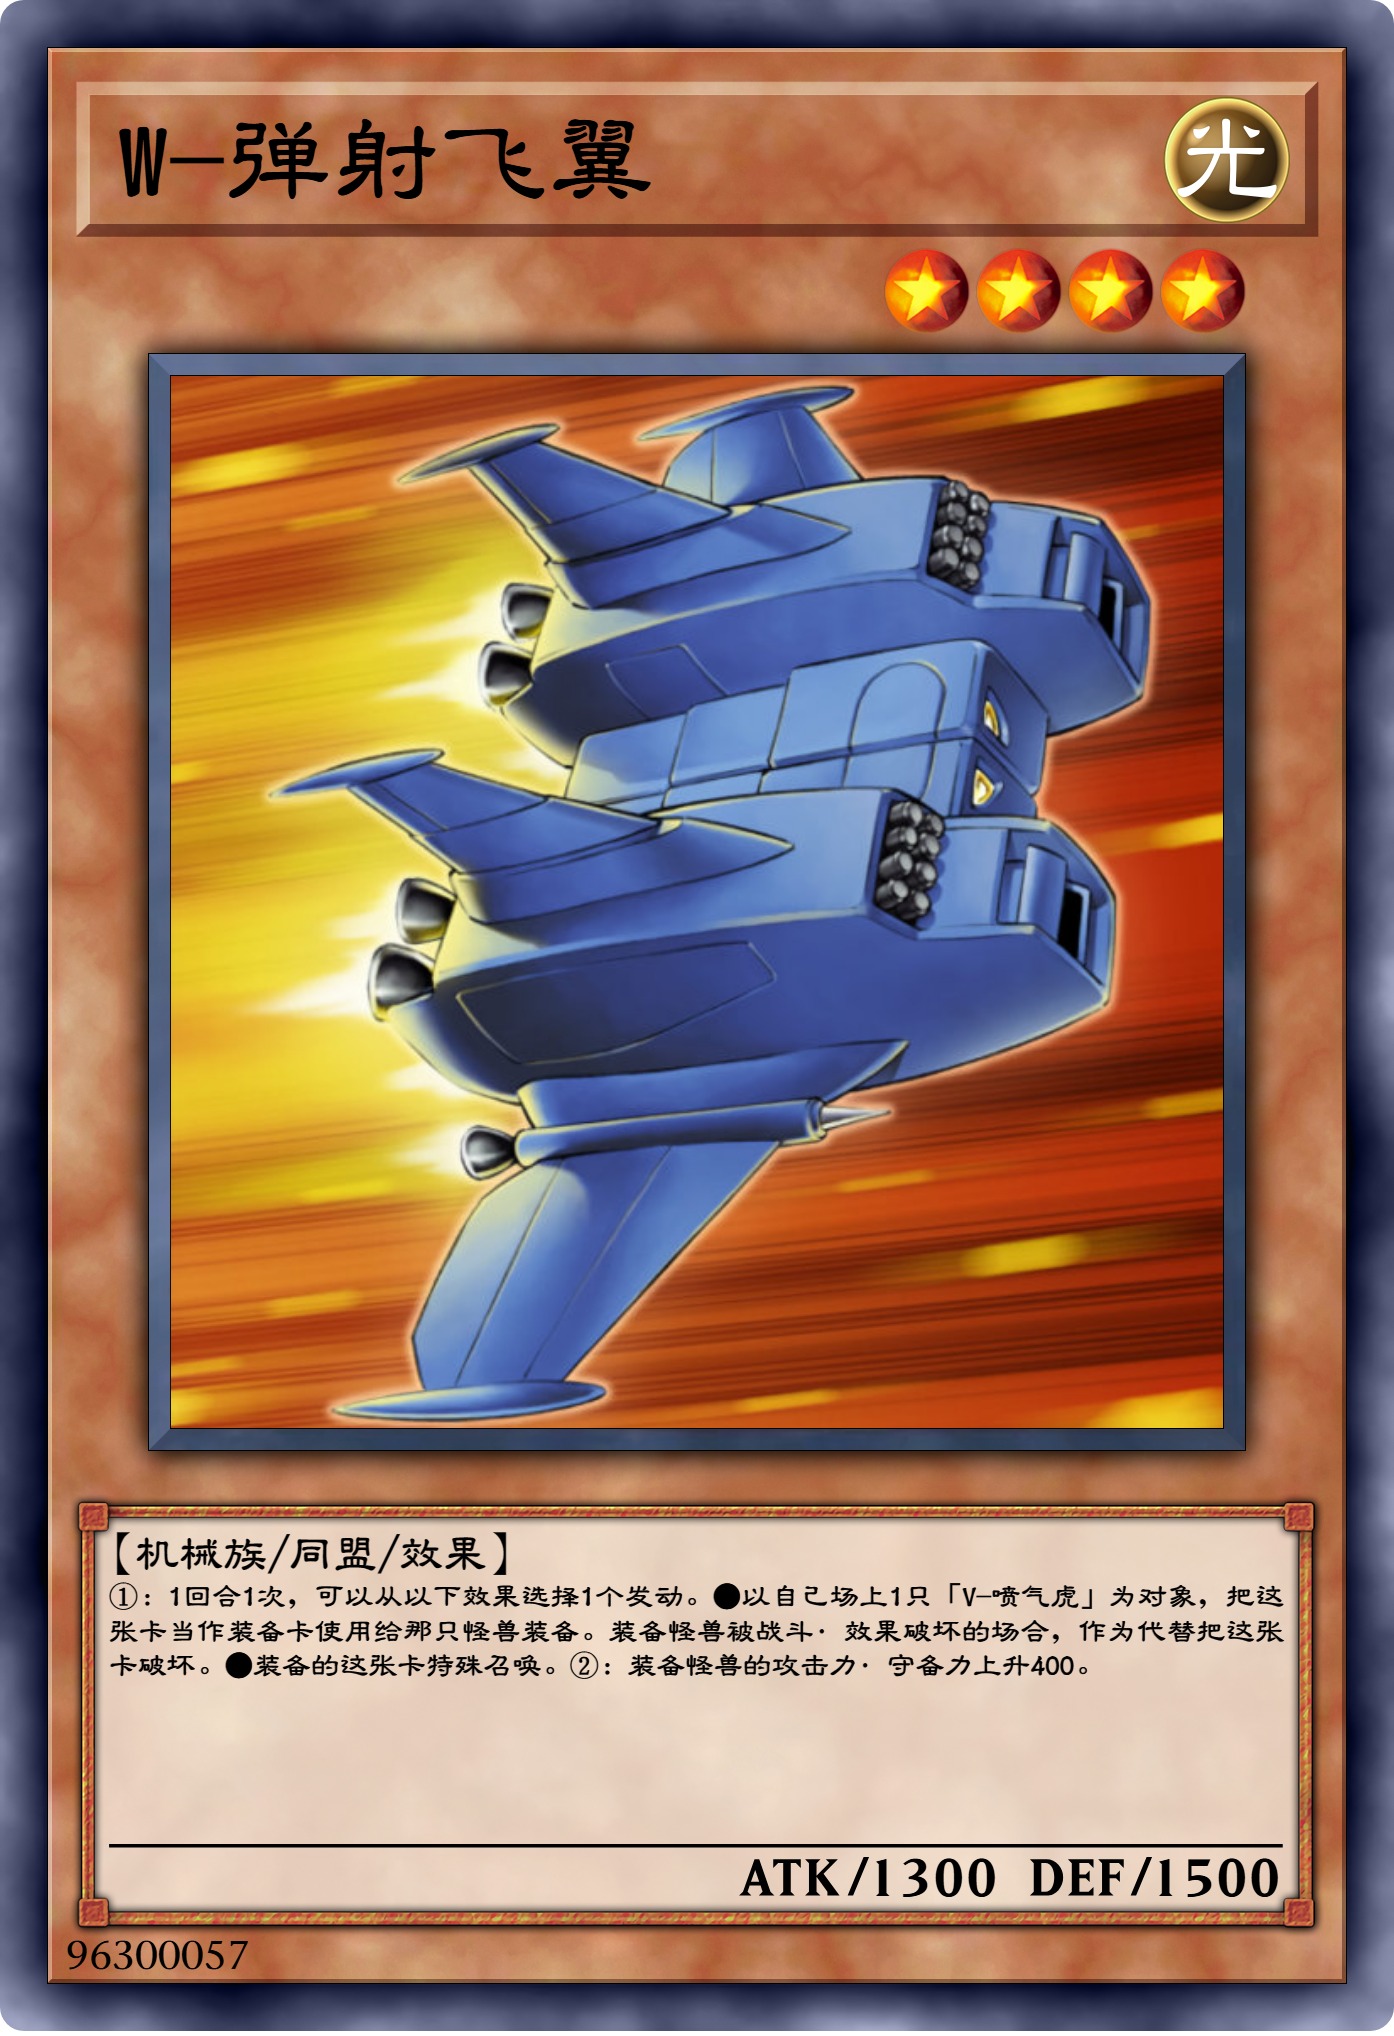 W-弹射飞翼
光
【机械族/同盟/效果】
①：1回合1次，可以从以下效果选择1个发动。●以自己场上1只「V-喷气虎」为对象，把这
张卡当作装备卡使用给那只怪兽装备。装备怪兽被战斗·效果破坏的场合，作为代替把这张
卡破坏。●装备的这张卡特殊召唤。②：装备怪兽的攻击力·守备力上升400。
ATK/1300 DEF/1500
96300057